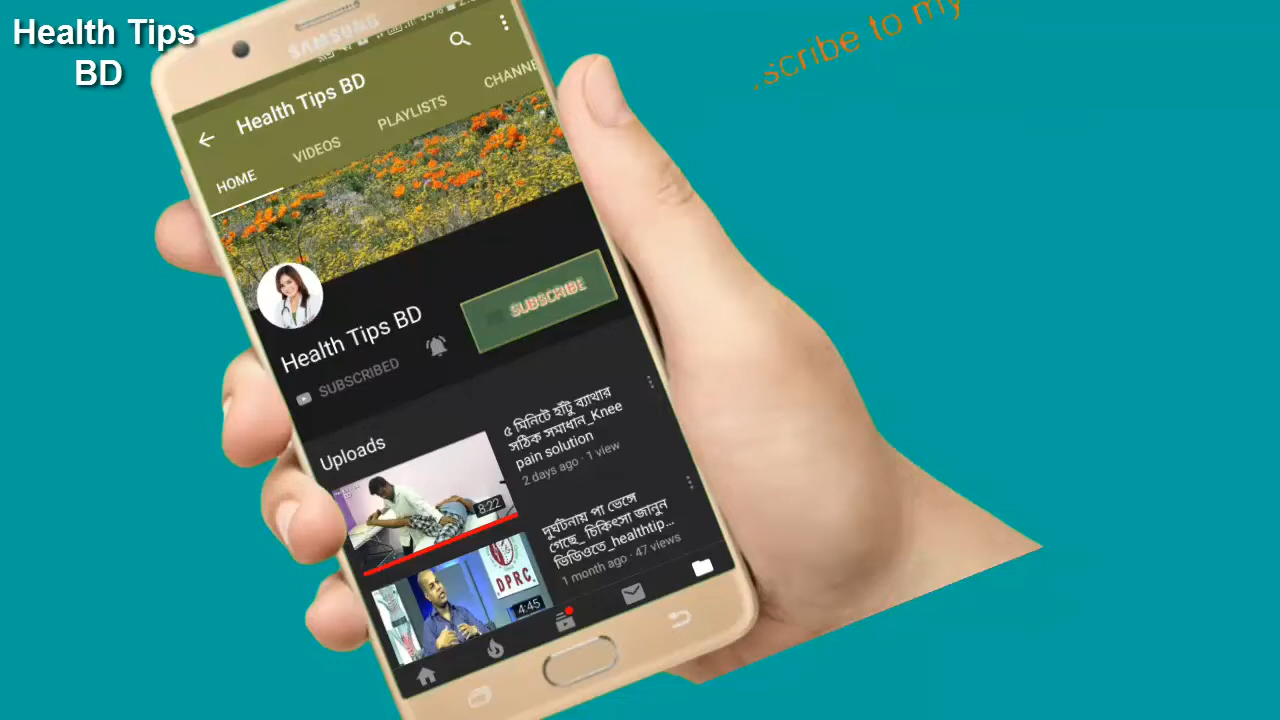 Health Tips
BD
scribe to my
SAMSUNG
Health Tips BD
HOME
VIDEOS
PLAYLISTS
CHANNE
Health Tips BD
SUBSCRIBED
SUBSCRIBE
Uploads
৫ মিনিটে হাঁটু ব্যাথার
সঠিক সমাধান_Knee
pain solution
2 days ago · 1 view
8:22
দুর্ঘটনায় পা ভেঙ্গে
গেছে_ চিকিৎসা জানুন
ভিডিওতে_healthtip...
1 month ago · 47 views
DPRC
4:45